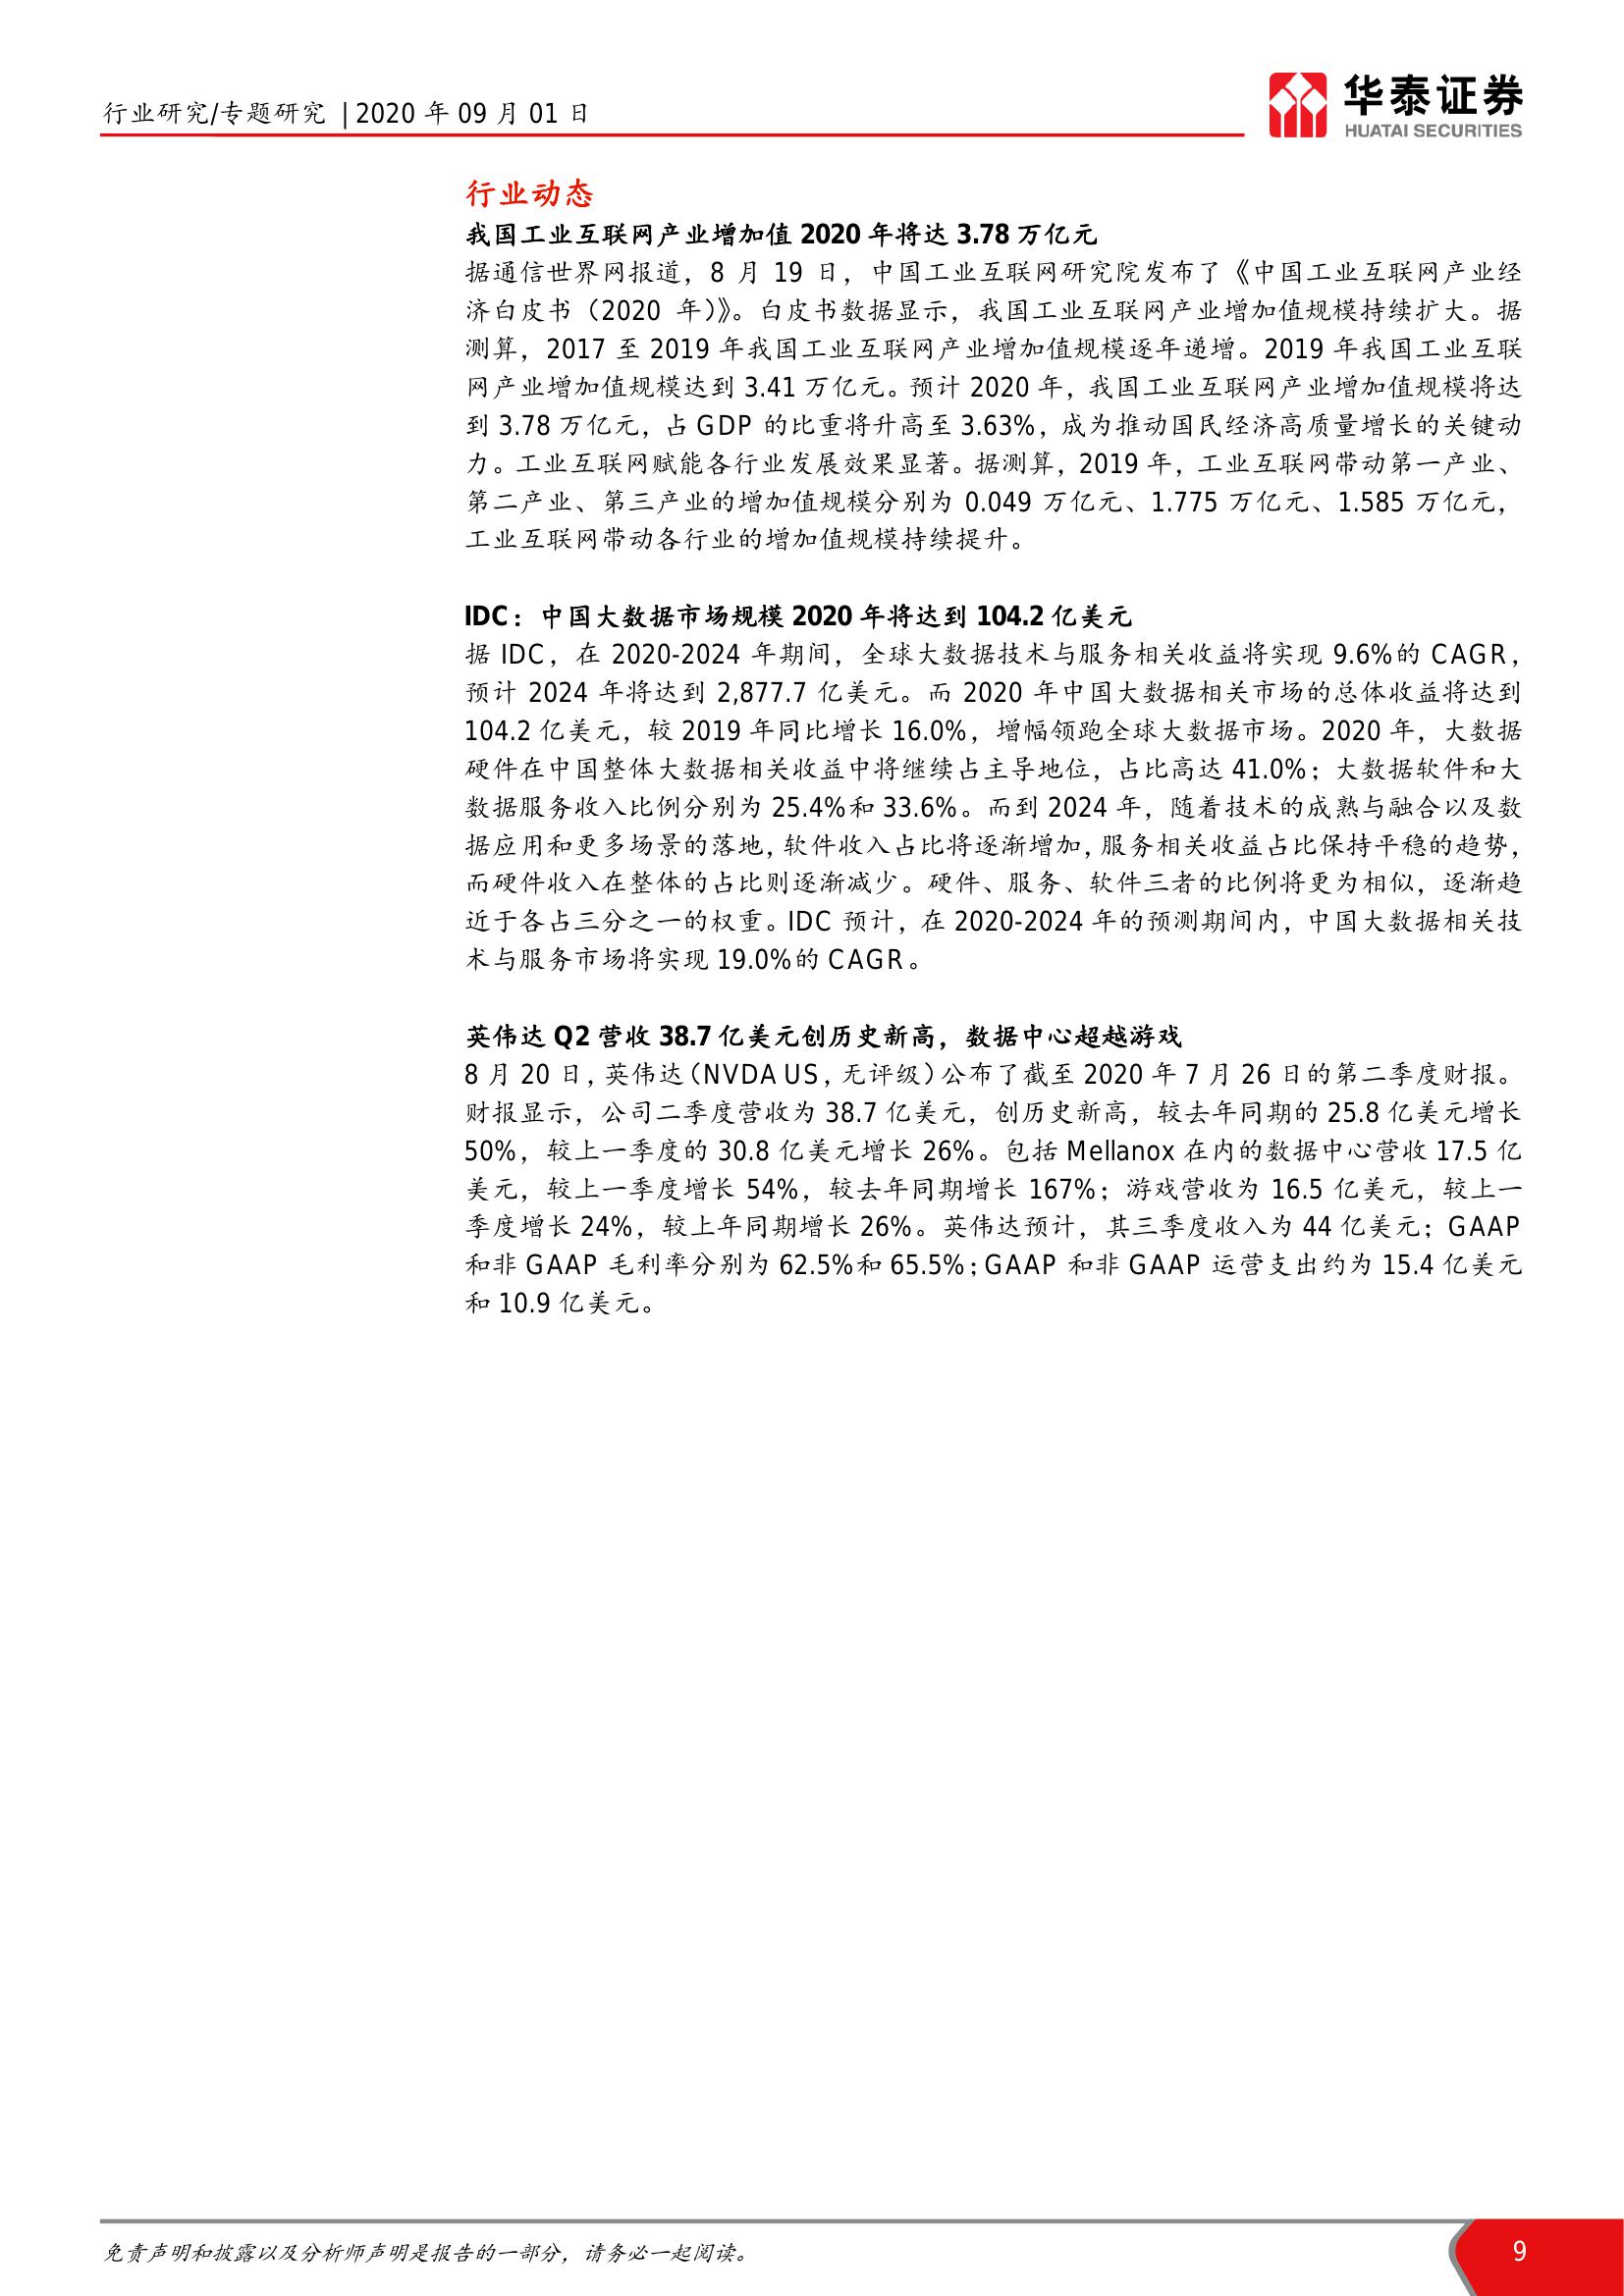 行业研究/专题研究 | 2020 年 09 月 01 日
华泰证券
HUATAI SECURITIES
行业动态
我国工业互联网产业增加值 2020 年将达 3.78 万亿元
据通信世界网报道，8 月 19 日，中国工业互联网研究院发布了《中国工业互联网产业经
济白皮书（2020 年）》。白皮书数据显示，我国工业互联网产业增加值规模持续扩大。据
测算，2017 至 2019 年我国工业互联网产业增加值规模逐年递增。2019 年我国工业互联
网产业增加值规模达到 3.41 万亿元。预计 2020 年，我国工业互联网产业增加值规模将达
到 3.78 万亿元，占 GDP 的比重将升高至 3.63%，成为推动国民经济高质量增长的关键动
力。工业互联网赋能各行业发展效果显著。据测算，2019 年，工业互联网带动第一产业、
第二产业、第三产业的增加值规模分别为 0.049 万亿元、1.775 万亿元、1.585 万亿元，
工业互联网带动各行业的增加值规模持续提升。
IDC：中国大数据市场规模 2020 年将达到 104.2 亿美元
据 IDC，在 2020-2024 年期间，全球大数据技术与服务相关收益将实现 9.6%的 CAGR，
预计 2024 年将达到 2,877.7 亿美元。而 2020 年中国大数据相关市场的总体收益将达到
104.2 亿美元，较 2019 年同比增长 16.0%，增幅领跑全球大数据市场。2020 年，大数据
硬件在中国整体大数据相关收益中将继续占主导地位，占比高达 41.0%；大数据软件和大
数据服务收入比例分别为 25.4%和 33.6%。而到 2024 年，随着技术的成熟与融合以及数
据应用和更多场景的落地，软件收入占比将逐渐增加，服务相关收益占比保持平稳的趋势，
而硬件收入在整体的占比则逐渐减少。硬件、服务、软件三者的比例将更为相似，逐渐趋
近于各占三分之一的权重。IDC 预计，在 2020-2024 年的预测期间内，中国大数据相关技
术与服务市场将实现 19.0%的 CAGR。
英伟达 Q2 营收 38.7 亿美元创历史新高，数据中心超越游戏
8 月 20 日，英伟达（NVDA US，无评级）公布了截至 2020 年 7 月 26 日的第二季度财报。
财报显示，公司二季度营收为 38.7 亿美元，创历史新高，较去年同期的 25.8 亿美元增长
50%，较上一季度的 30.8 亿美元增长 26%。包括 Mellanox 在内的数据中心营收 17.5 亿
美元，较上一季度增长 54%，较去年同期增长 167%；游戏营收为 16.5 亿美元，较上一
季度增长 24%，较上年同期增长 26%。英伟达预计，其三季度收入为 44 亿美元；GAAP
和非 GAAP 毛利率分别为 62.5%和 65.5%；GAAP 和非 GAAP 运营支出约为 15.4 亿美元
和 10.9 亿美元。
免责声明和披露以及分析师声明是报告的一部分，请务必一起阅读。
9